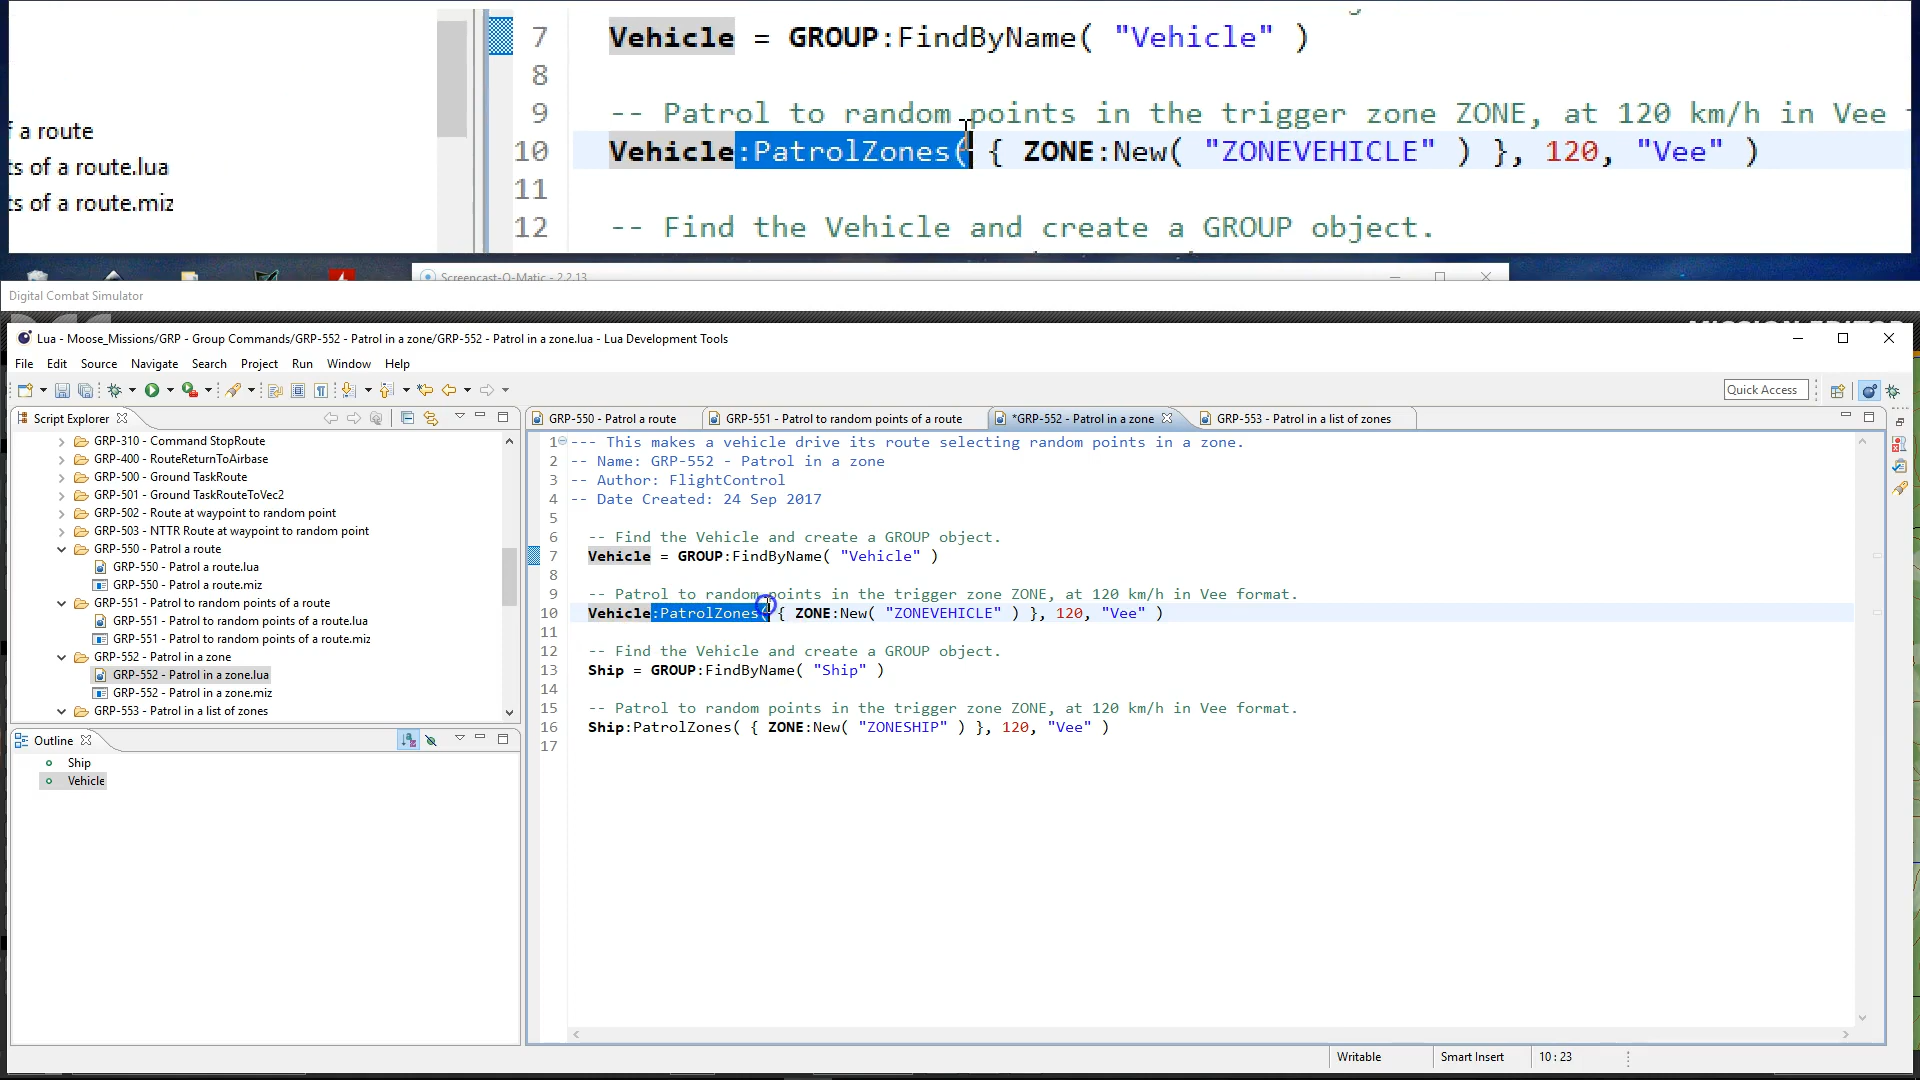 7 Vehicle = GROUP:FindByName( "Vehicle" )
8
9 -- Patrol to random points in the trigger zone ZONE, at 120 km/h in Vee
f a route
10 Vehicle:PatrolZones( { ZONE:New( "ZONEVEHICLE" ) }, 120, "Vee" )
ts of a route.lua
11
ts of a route.miz
12 -- Find the Vehicle and create a GROUP object.
Screencast-O-Matic - 2.2.13
Digital Combat Simulator
Lua - Moose_Missions/GRP - Group Commands/GRP-552 - Patrol in a zone/GRP-552 - Patrol in a zone.lua - Lua Development Tools
File Edit Source Navigate Search Project Run Window Help
Quick Access
Script Explorer
GRP-310 - Command StopRoute
GRP-400 - RouteReturnToAirbase
GRP-500 - Ground TaskRoute
GRP-501 - Ground TaskRouteToVec2
GRP-502 - Route at waypoint to random point
GRP-503 - NTTR Route at waypoint to random point
GRP-550 - Patrol a route
GRP-550 - Patrol a route.lua
GRP-550 - Patrol a route.miz
GRP-551 - Patrol to random points of a route
GRP-551 - Patrol to random points of a route.lua
GRP-551 - Patrol to random points of a route.miz
GRP-552 - Patrol in a zone
GRP-552 - Patrol in a zone.lua
GRP-552 - Patrol in a zone.miz
GRP-553 - Patrol in a list of zones
Outline
Ship
Vehicle
GRP-550 - Patrol a route GRP-551 - Patrol to random points of a route *GRP-552 - Patrol in a zone GRP-553 - Patrol in a list of zones
1 --- This makes a vehicle drive its route selecting random points in a zone.
2 -- Name: GRP-552 - Patrol in a zone
3 -- Author: FlightControl
4 -- Date Created: 24 Sep 2017
5
6 -- Find the Vehicle and create a GROUP object.
7 Vehicle = GROUP:FindByName( "Vehicle" )
8
9 -- Patrol to random points in the trigger zone ZONE, at 120 km/h in Vee format.
10 Vehicle:PatrolZones( { ZONE:New( "ZONEVEHICLE" ) }, 120, "Vee" )
11
12 -- Find the Vehicle and create a GROUP object.
13 Ship = GROUP:FindByName( "Ship" )
14
15 -- Patrol to random points in the trigger zone ZONE, at 120 km/h in Vee format.
16 Ship:PatrolZones( { ZONE:New( "ZONESHIP" ) }, 120, "Vee" )
17
Writable Smart Insert 10 : 23